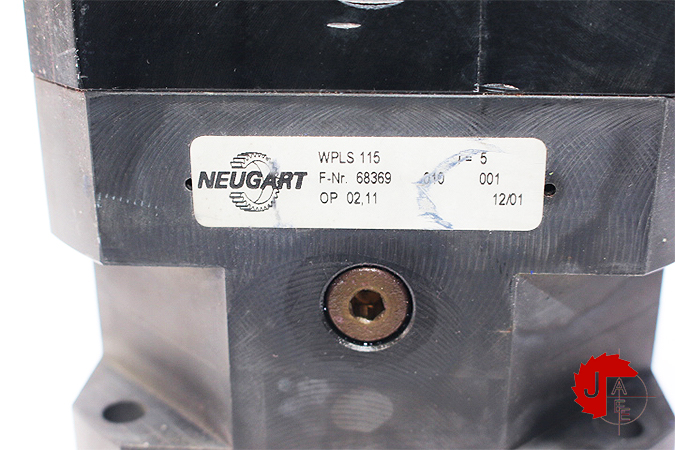 NEUGART
WPLS 115 i= 5
F-Nr. 68369 010 001
OP 02,11 12/01
J